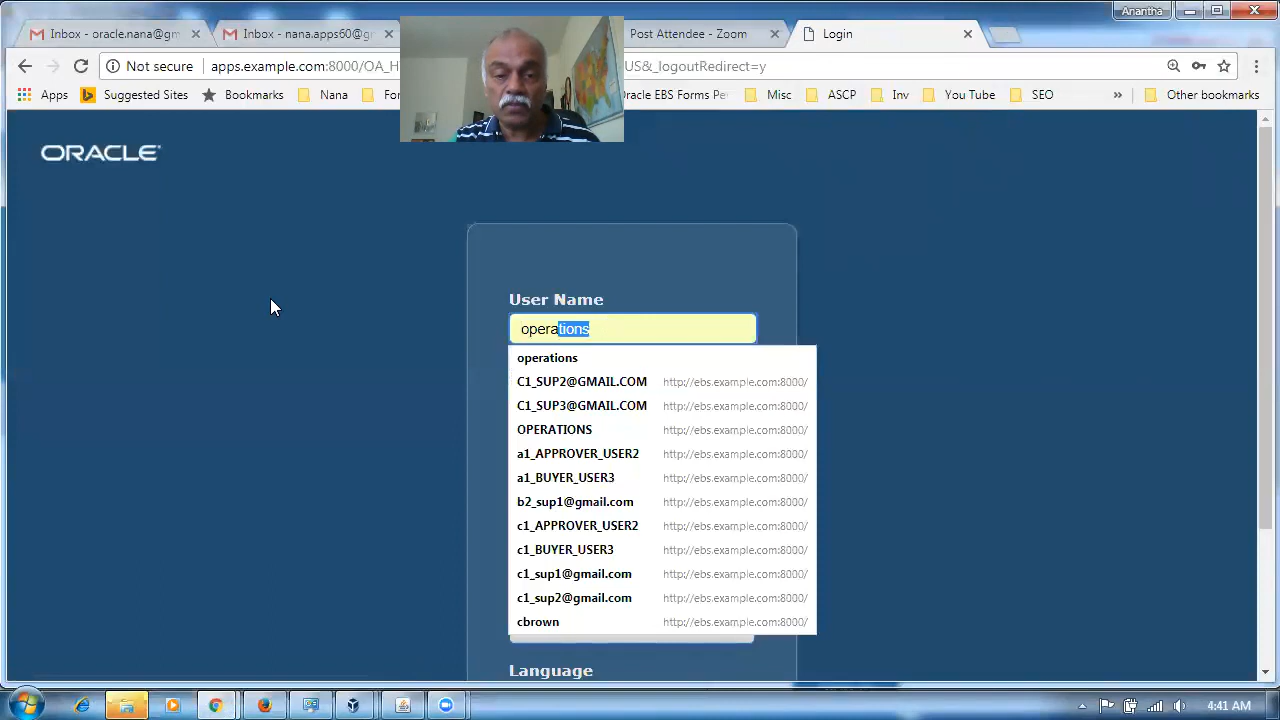 Anantha
Inbox - oracle.nana@gm
Inbox - nana.apps60@g
Post Attendee - Zoom
Login
Not secure
apps.example.com:8000/OA_H
US&_logoutRedirect=y
Apps
Suggested Sites
Bookmarks
Nana
For
Oracle EBS Forms Pe
Misc
ASCP
Inv
You Tube
SEO
»
Other bookmarks
ORACLE
User Name
operations
operations
C1_SUP2@GMAIL.COM http://ebs.example.com:8000/
C1_SUP3@GMAIL.COM http://ebs.example.com:8000/
OPERATIONS http://ebs.example.com:8000/
a1_APPROVER_USER2 http://ebs.example.com:8000/
a1_BUYER_USER3 http://ebs.example.com:8000/
b2_sup1@gmail.com http://ebs.example.com:8000/
c1_APPROVER_USER2 http://ebs.example.com:8000/
c1_BUYER_USER3 http://ebs.example.com:8000/
c1_sup1@gmail.com http://ebs.example.com:8000/
c1_sup2@gmail.com http://ebs.example.com:8000/
cbrown http://ebs.example.com:8000/
Language
4:41 AM